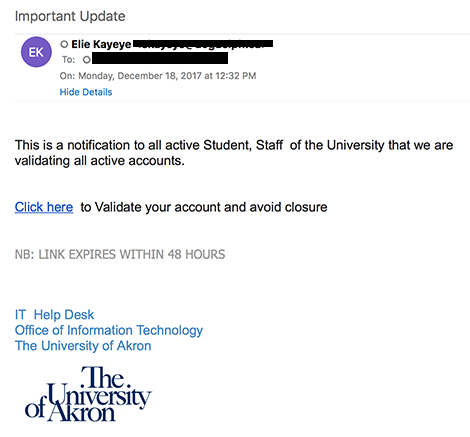 Important Update
EK
Elie Kayeye
To:
On: Monday, December 18, 2017 at 12:32 PM
Hide Details
This is a notification to all active Student, Staff  of the University that we are
validating all active accounts.
Click here  to Validate your account and avoid closure
NB: LINK EXPIRES WITHIN 48 HOURS
IT  Help Desk
Office of Information Technology
The University of Akron
The
University
of Akron